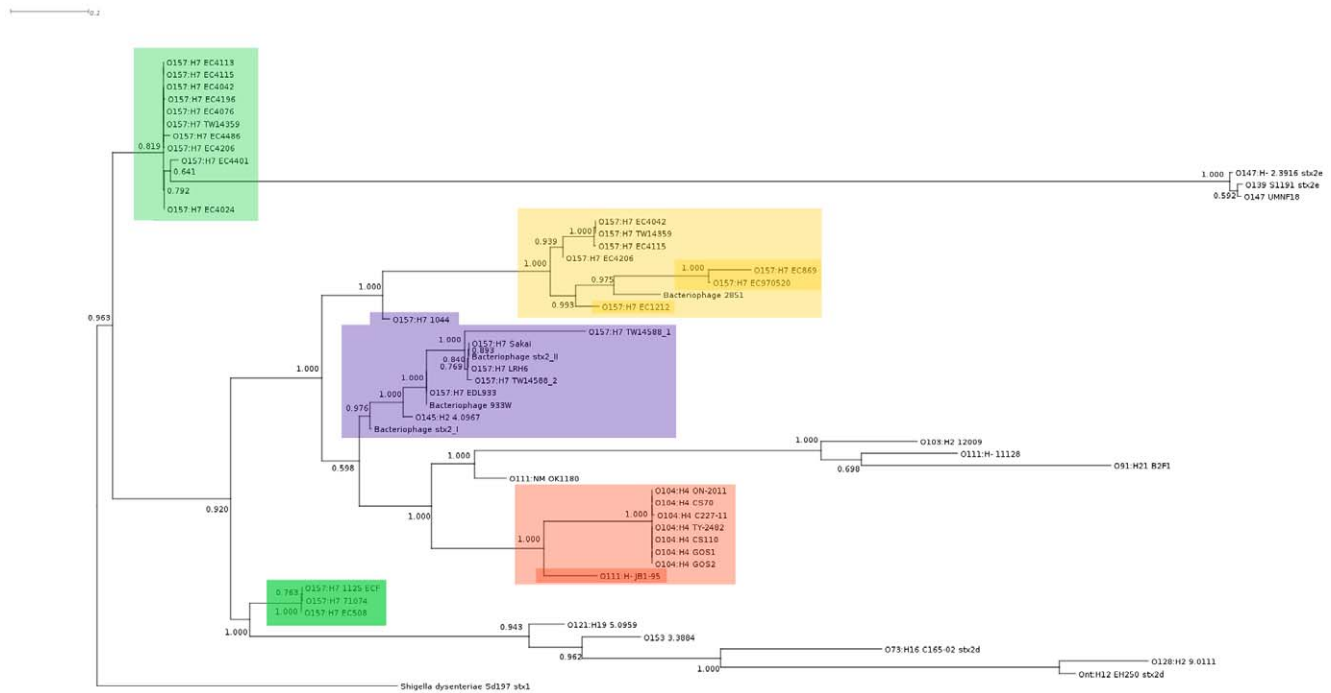 0.1
O157:H7 EC4113
O157:H7 EC4115
O157:H7 EC4042
O157:H7 EC4196
O157:H7 EC4076
O157:H7 TW14359
O157:H7 EC4486
0.819
O157:H7 EC4206
O157:H7 EC4401
0.641
0.792
O157:H7 EC4024
1.000
O147:H- 2.3916 stx2e
O139 S1191 stx2e
0.592
O147 UMNF18
O157:H7 EC4042
1.000
O157:H7 TW14359
0.939
O157:H7 EC4115
O157:H7 EC4206
1.000
1.000
O157:H7 EC869
0.975
O157:H7 EC970520
1.000
Bacteriophage 2851
0.993
O157:H7 EC1212
0.963
O157:H7 1044
O157:H7 TW14588_1
1.000
O157:H7 Sakai
0.893
0.840
Bacteriophage stx2_II
0.769
O157:H7 LRH6
1.000
1.000
O157:H7 TW14588_2
1.000
O157:H7 EDL933
0.976
Bacteriophage 933W
O145:H2 4.0967
Bacteriophage stx2_I
1.000
O103:H2 12009
O111:H- 11128
1.000
0.598
0.698
O91:H21 B2F1
O111:NM OK1180
O104:H4 ON-2011
O104:H4 CS70
0.920
1.000
1.000
O104:H4 C227-11
O104:H4 TY-2482
1.000
O104:H4 CS110
O104:H4 GOS1
O104:H4 GOS2
O111:H- JB1-95
O157:H7 1125 ECF
0.763
O157:H7 71074
1.000
O157:H7 EC508
0.943
O121:H19 5.0959
1.000
O153 3.3884
0.962
O73:H16 C165-02 stx2d
1.000
O128:H2 9.0111
Ont:H12 EH250 stx2d
Shigella dysenteriae Sd197 stx1